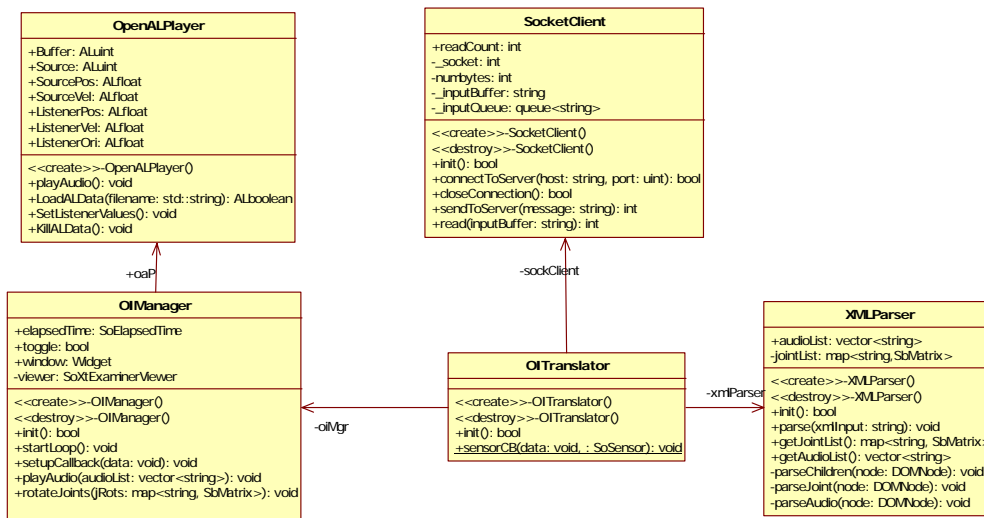 OpenALPlayer
+Buffer: ALuint
+Source: ALuint
+SourcePos: ALfloat
+SourceVel: ALfloat
+ListenerPos: ALfloat
+ListenerVel: ALfloat
+ListenerOri: ALfloat
<<create>>-OpenALPlayer()
+playAudio(): void
+LoadALData(filename: std::string): ALboolean
+SetListenerValues(): void
+KillALData(): void
SocketClient
+readCount: int
-_socket: int
-numbytes: int
-_inputBuffer: string
-_inputQueue: queue<string>
<<create>>-SocketClient()
<<destroy>>-SocketClient()
+init(): bool
+connectToServer(host: string, port: uint): bool
+closeConnection(): bool
+sendToServer(message: string): int
+read(inputBuffer: string): int
+oaP
-sockClient
OIManager
+elapsedTime: SoElapsedTime
+toggle: bool
+window: Widget
-viewer: SoXtExaminerViewer
<<create>>-OIManager()
<<destroy>>-OIManager()
+init(): bool
+startLoop(): void
+setupCallback(data: void): void
+playAudio(audioList: vector<string>): void
+rotateJoints(jRots: map<string, SbMatrix>): void
-oiMgr
OITranslator
<<create>>-OITranslator()
<<destroy>>-OITranslator()
+init(): bool
+sensorCB(data: void, : SoSensor): void
-xmlParser
XMLParser
+audioList: vector<string>
-jointList: map<string,SbMatrix>
<<create>>-XMLParser()
<<destroy>>-XMLParser()
+init(): bool
+parse(xmlInput: string): void
+getJointList(): map<string, SbMatrix>
+getAudioList(): vector<string>
-parseChildren(node: DOMNode): void
-parseJoint(node: DOMNode): void
-parseAudio(node: DOMNode): void